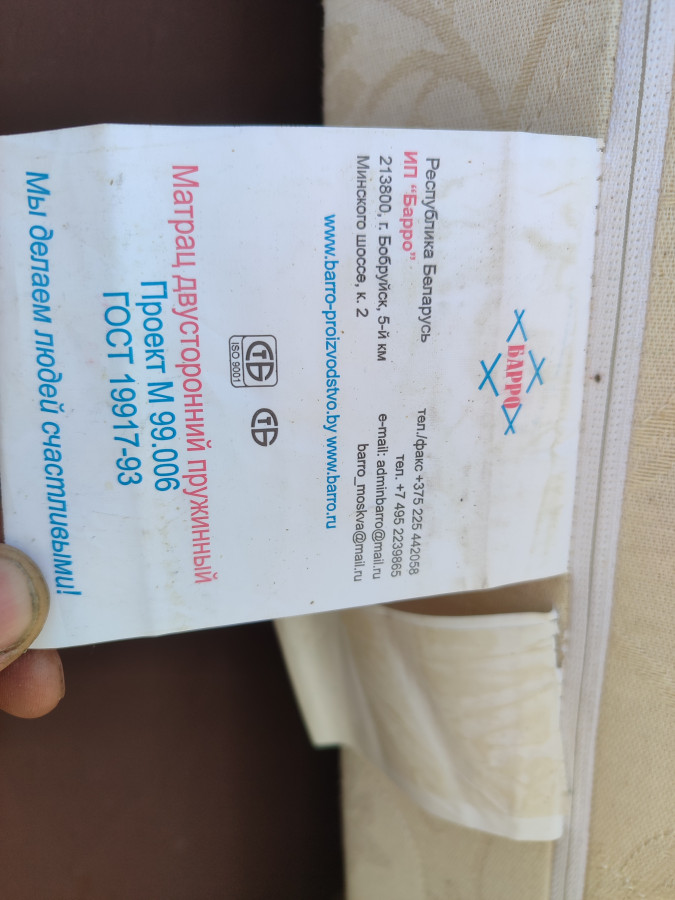 БАРРО
Республика Беларусь
ИП "Барро"
213800, г. Бобруйск, 5-й км
Минского шоссе, к. 2
тел./факс +375 225 442058
тел. +7 495 2239865
e-mail: adminbarro@mail.ru
barro_moskva@mail.ru
www.barro-proizvodstvo.by www.barro.ru
СТБ
ISO 9001
СТБ
Матрац двусторонний пружинный
Проект М 99.006
ГОСТ 19917-93
Мы делаем людей счастливыми!